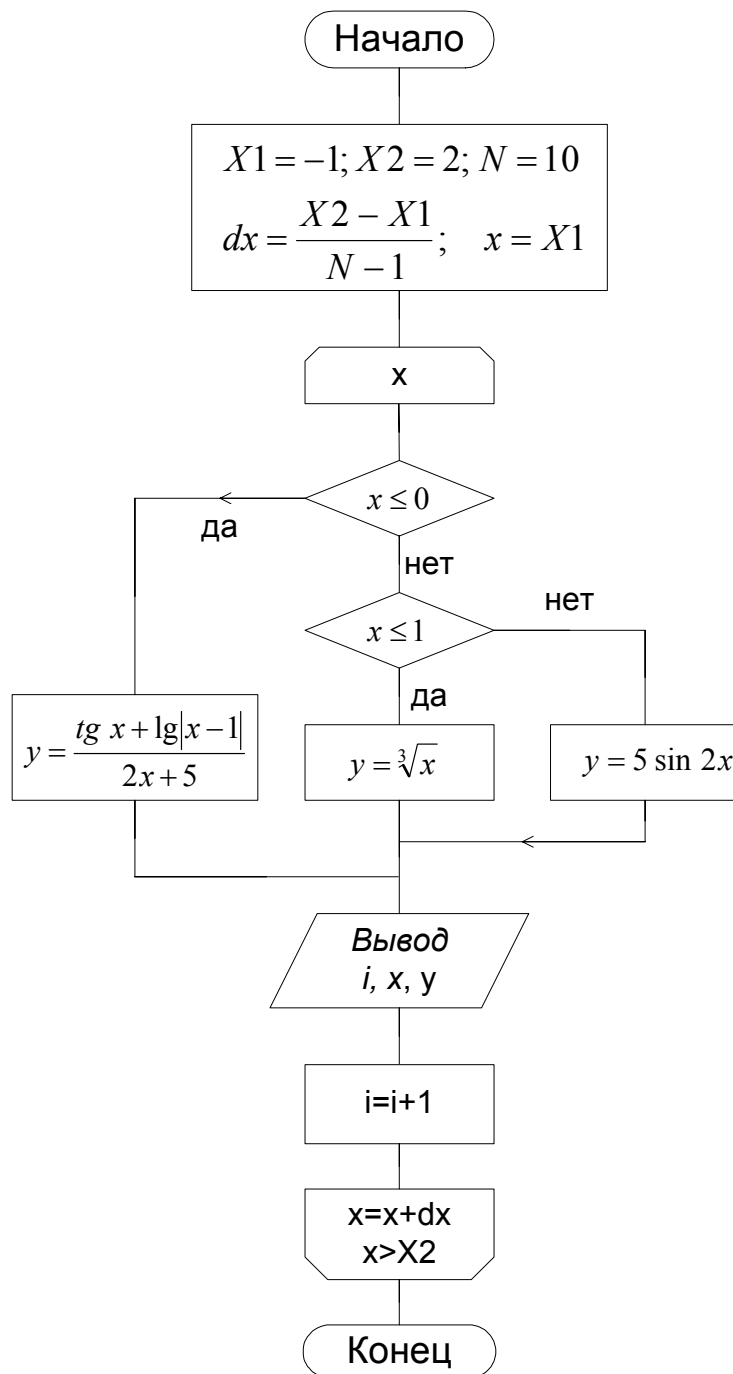 Начало
X1 = −1; X2 = 2; N = 10
dx = (X2 − X1)/(N − 1); x = X1
x
x ≤ 0
да
нет
x ≤ 1
нет
да
y = (tg x + lg|x − 1|)/(2x + 5)
y = ∛x
y = 5 sin 2x
Вывод
i, x, y
i=i+1
x=x+dx
x>X2
Конец